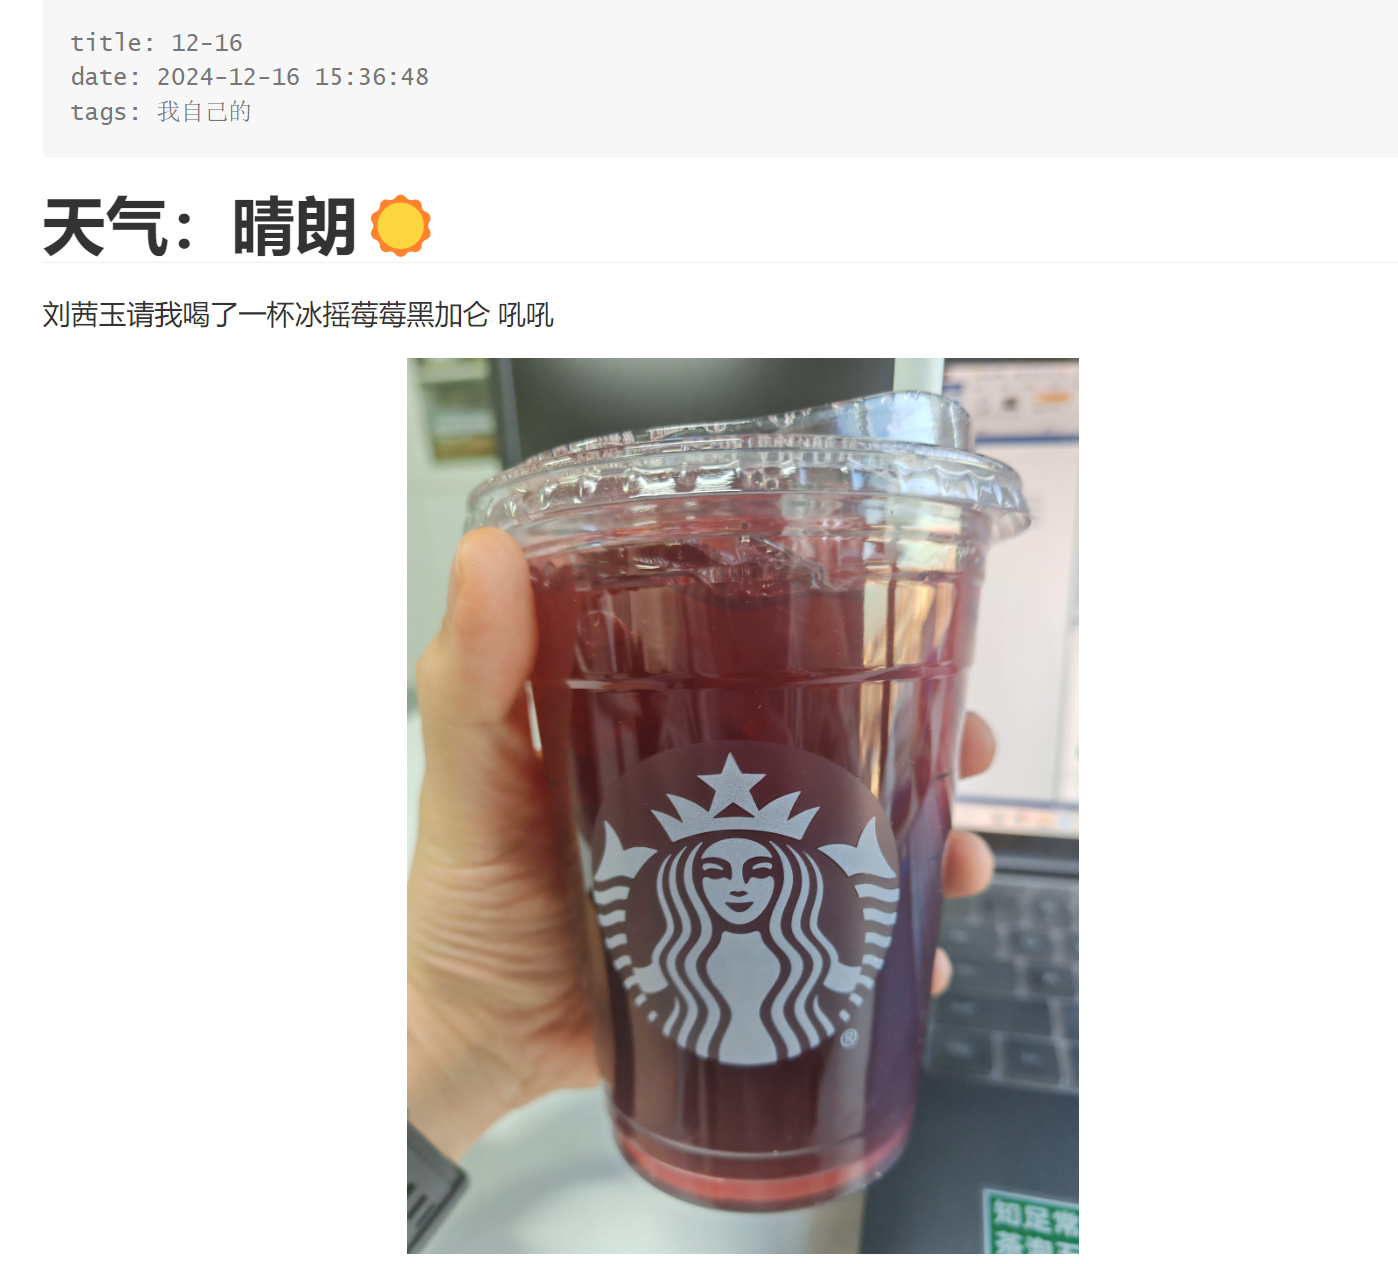 title: 12-16
date: 2024-12-16 15:36:48
tags: 我自己的
天气：晴朗
刘茜玉请我喝了一杯冰摇莓莓黑加仑 吼吼
®
知足常